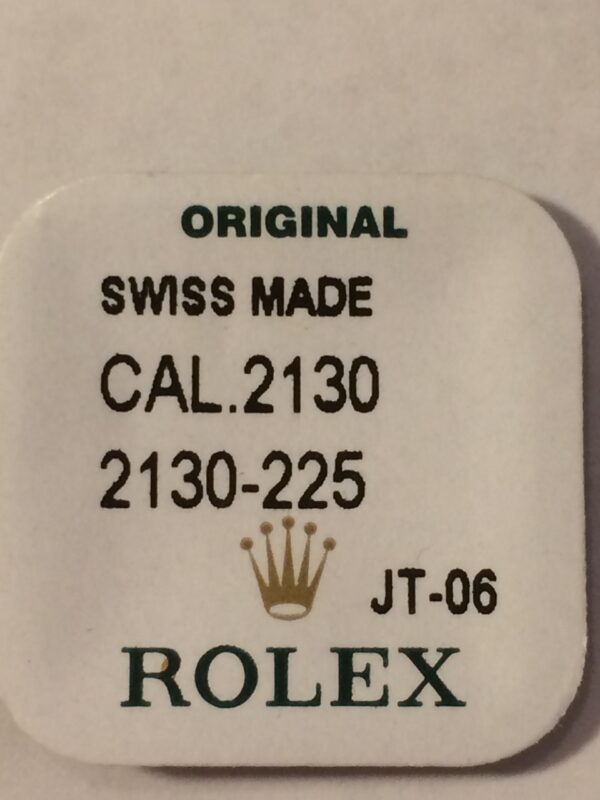 ORIGINAL
SWISS MADE
CAL.2130
2130-225
JT-06
ROLEX